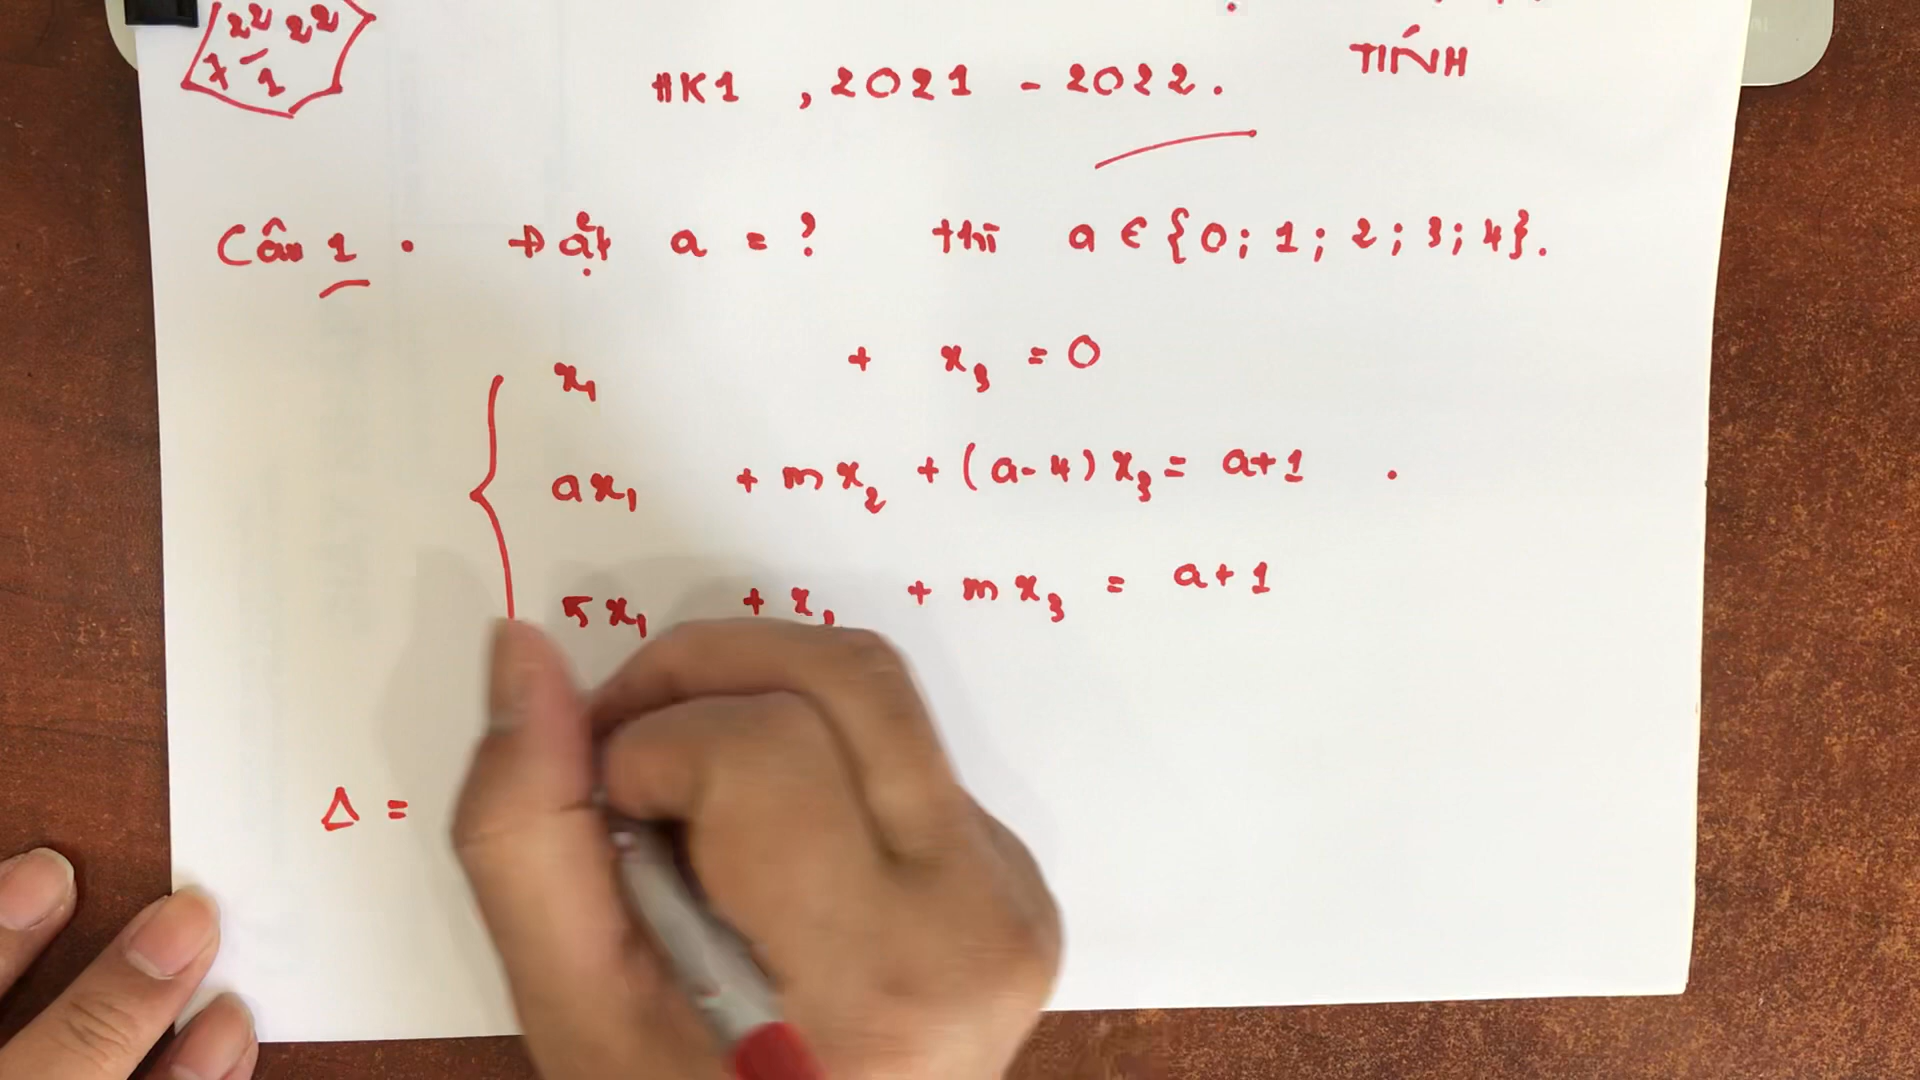 22 22
7 1
TÍNH
HK1 , 2021 - 2022.
Câu 1 . Đặt a = ? thì a ∈ {0; 1; 2; 3; 4}.
x₁ + x₃ = 0
ax₁ + mx₂ + (a-4)x₃ = a+1 .
5x₁ + x₂ + mx₃ = a+1
Δ =